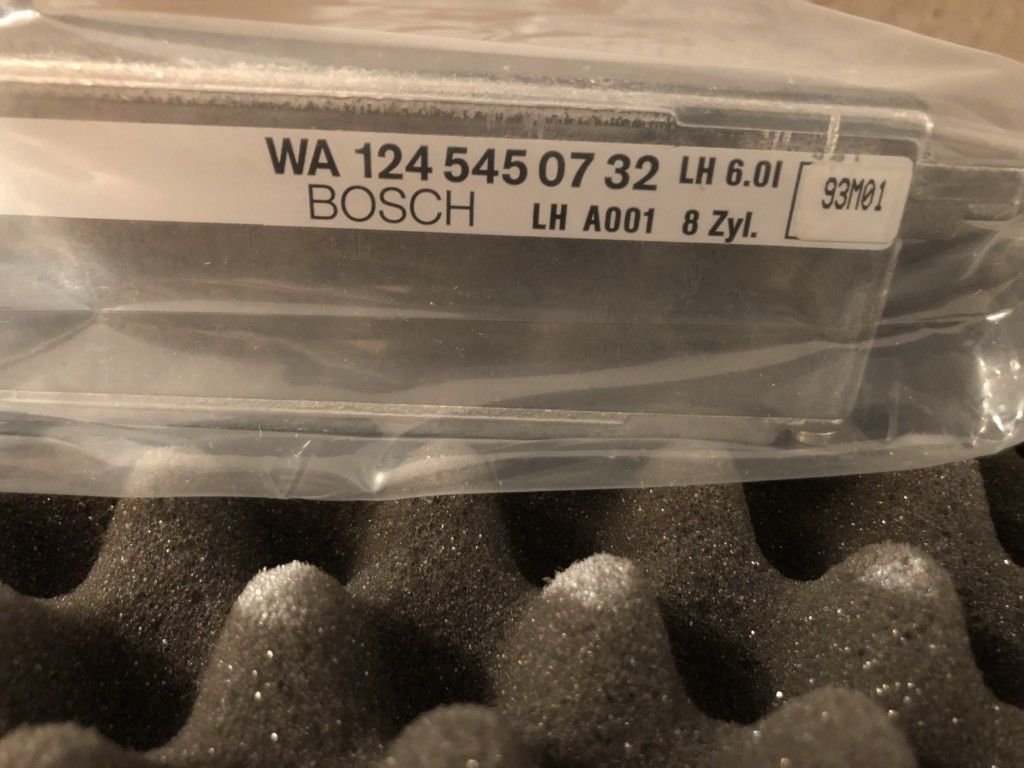 WA 124 545 07 32 LH 6.0l 93M01
BOSCH LH A001 8 Zyl.